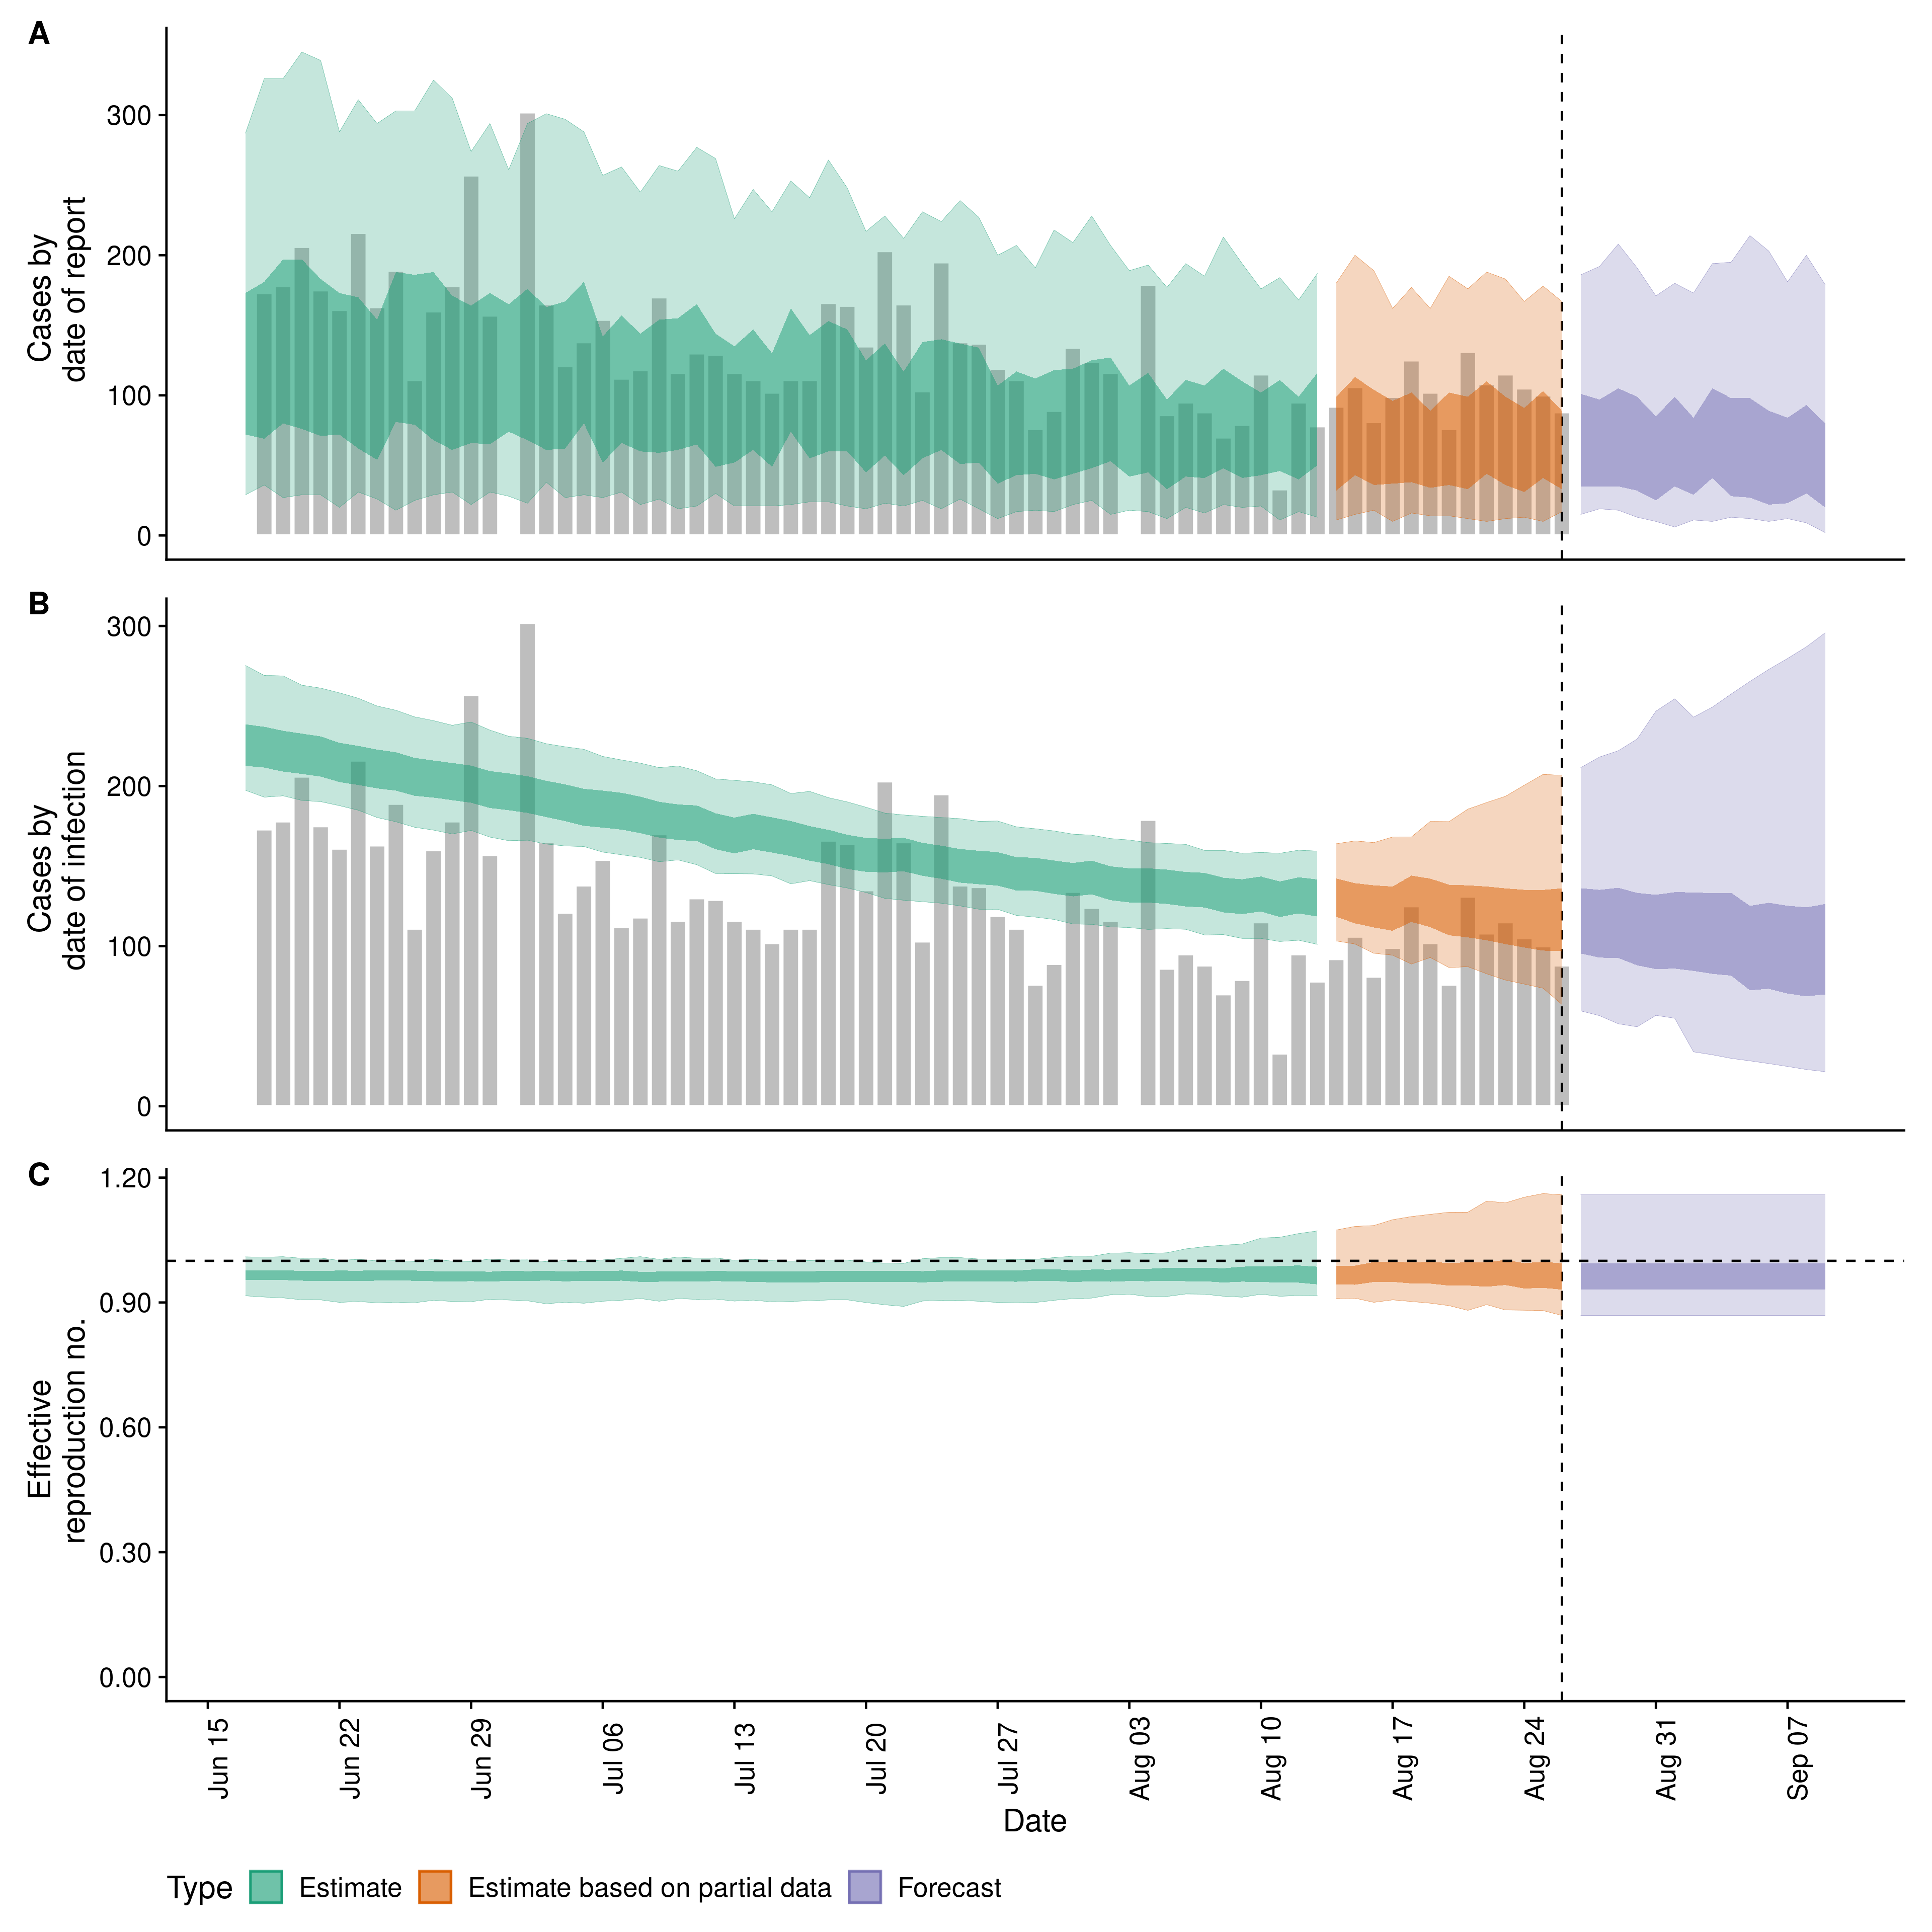 A
Cases by
date of report
300
200
100
0
B
Cases by
date of infection
300
200
100
0
C
Effective
reproduction no.
1.20
0.90
0.60
0.30
0.00
Jun 15
Jun 22
Jun 29
Jul 06
Jul 13
Jul 20
Jul 27
Aug 03
Aug 10
Aug 17
Aug 24
Aug 31
Sep 07
Date
Type Estimate Estimate based on partial data Forecast